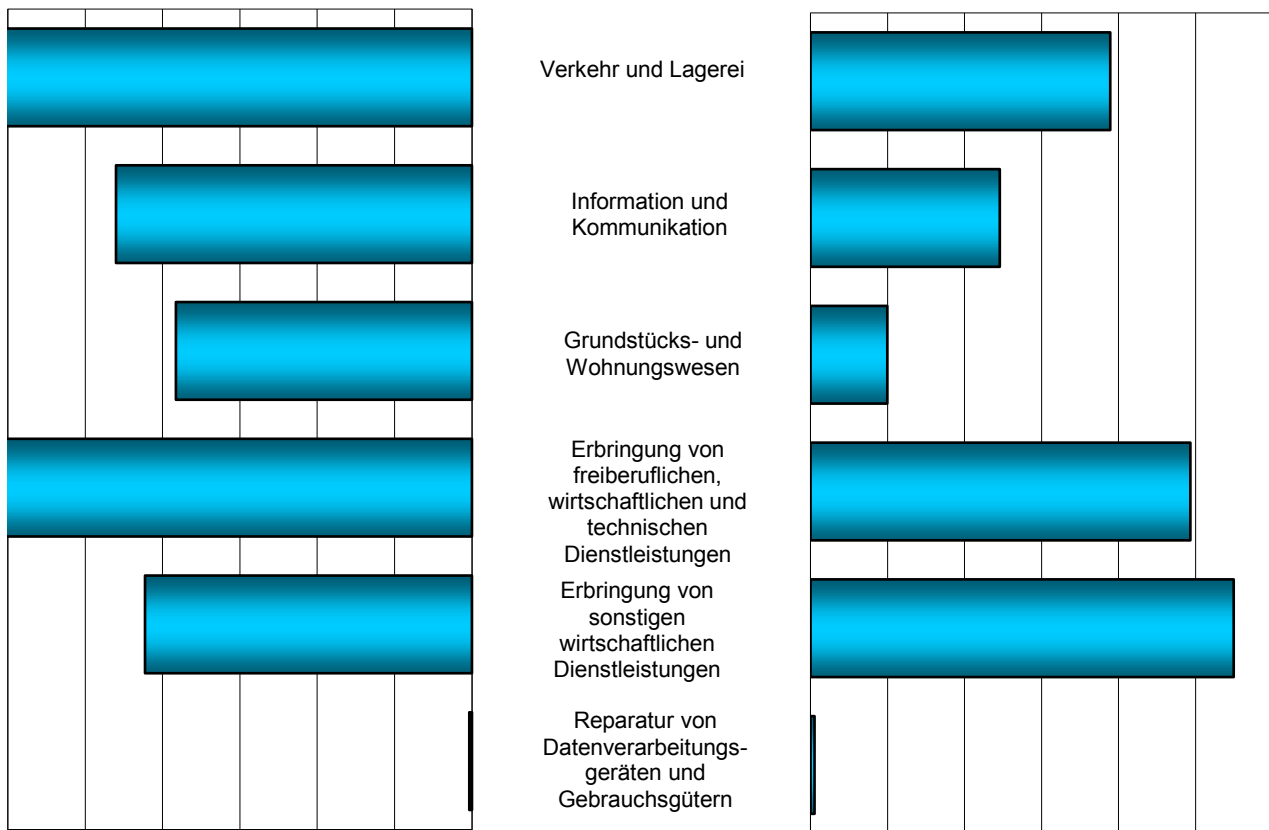 Verkehr und Lagerei
Information und
Kommunikation
Grundstücks- und
Wohnungswesen
Erbringung von
freiberuflichen,
wirtschaftlichen und
technischen
Dienstleistungen
Erbringung von
sonstigen
wirtschaftlichen
Dienstleistungen
Reparatur von
Datenverarbeitungs-
geräten und
Gebrauchsgütern